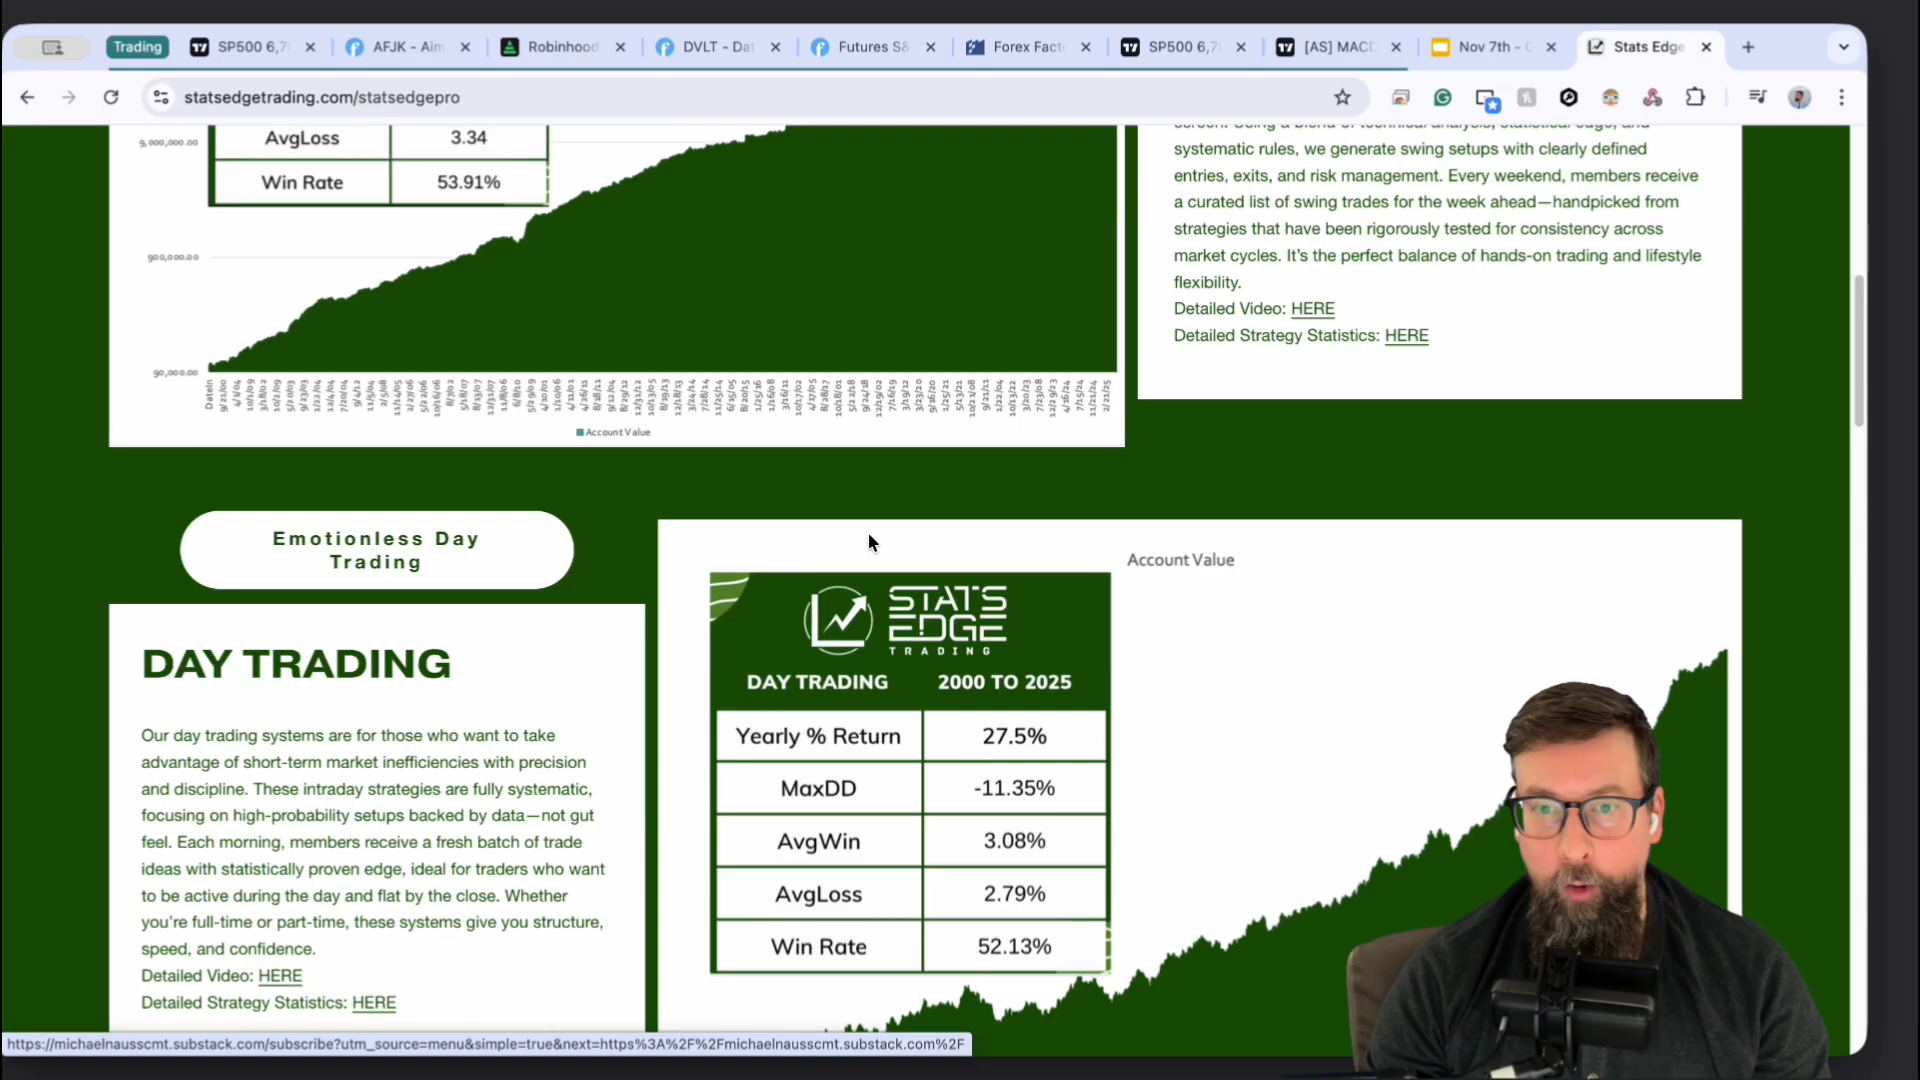 Trading
SP500 6,7
AFJK - Aim
Robinhood
DVLT - Dat
Futures S&
Forex Facto
SP500 6,7
[AS] MACD
Nov 7th -
Stats Edge
statsedgetrading.com/statsedgepro
9,000,000.00
900,000.00
90,000.00
AvgLoss 3.34
Win Rate 53.91%
Account Value
systematic rules, we generate swing setups with clearly defined
entries, exits, and risk management. Every weekend, members receive
a curated list of swing trades for the week ahead—handpicked from
strategies that have been rigorously tested for consistency across
market cycles. It's the perfect balance of hands-on trading and lifestyle
flexibility.
Detailed Video: HERE
Detailed Strategy Statistics: HERE
Emotionless Day
Trading
DAY TRADING
Our day trading systems are for those who want to take
advantage of short-term market inefficiencies with precision
and discipline. These intraday strategies are fully systematic,
focusing on high-probability setups backed by data—not gut
feel. Each morning, members receive a fresh batch of trade
ideas with statistically proven edge, ideal for traders who want
to be active during the day and flat by the close. Whether
you're full-time or part-time, these systems give you structure,
speed, and confidence.
Detailed Video: HERE
Detailed Strategy Statistics: HERE
Account Value
STATS
EDGE
TRADING
DAY TRADING 2000 TO 2025
Yearly % Return 27.5%
MaxDD -11.35%
AvgWin 3.08%
AvgLoss 2.79%
Win Rate 52.13%
https://michaelnausscmt.substack.com/subscribe?utm_source=menu&simple=true&next=https%3A%2F%2Fmichaelnausscmt.substack.com%2F